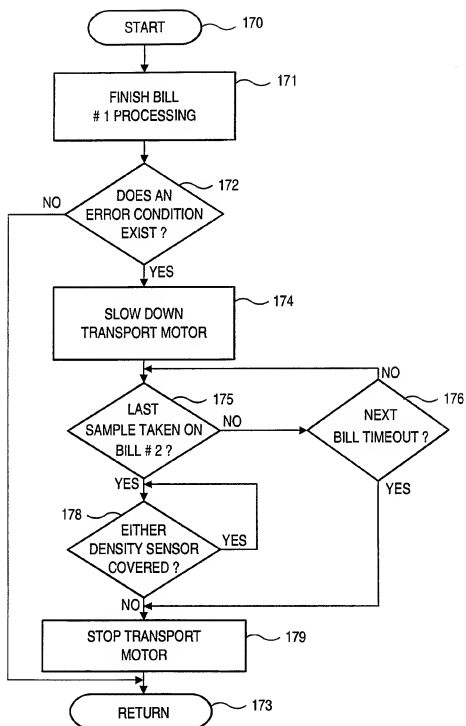 START
170
FINISH BILL
# 1 PROCESSING
171
DOES AN
ERROR CONDITION
EXIST ?
172
NO
YES
SLOW DOWN
TRANSPORT MOTOR
174
LAST
SAMPLE TAKEN ON
BILL # 2 ?
175
NO
NEXT
BILL TIMEOUT ?
176
NO
YES
YES
178
EITHER
DENSITY SENSOR
COVERED ?
YES
NO
STOP TRANSPORT
MOTOR
179
RETURN
173